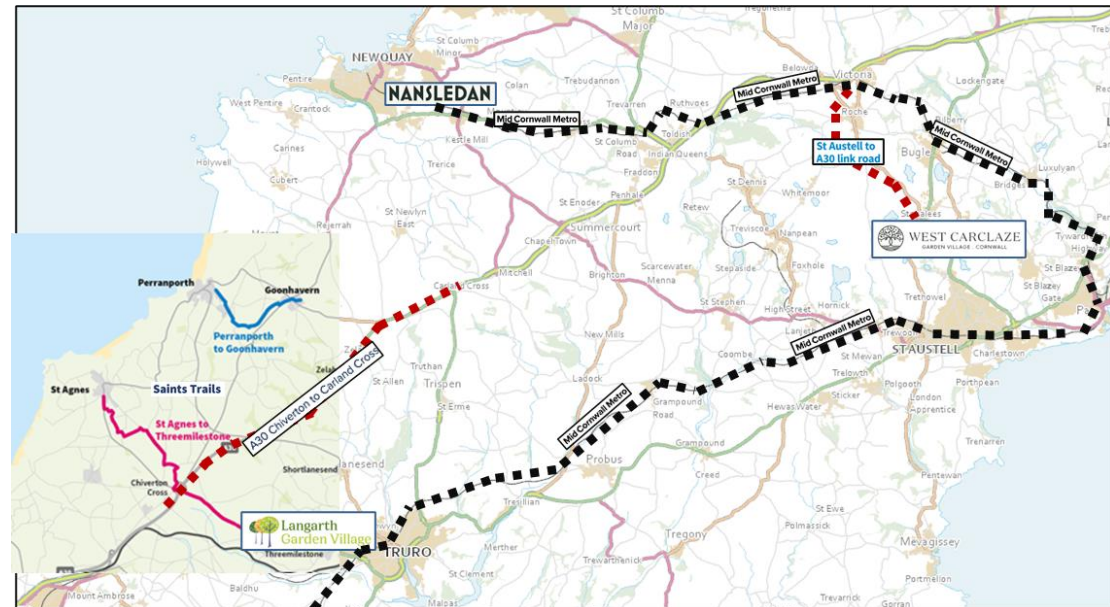 St Columb
Major
St Columb
Minor
NEWQUAY
Pentire
West Pentire
Crantock
NANSLEDAN
Colan
Trebudannon
Mid Cornwall Metro
Trevarren
Ruthvoes
Toldish
St Columb
Road
Indian Queens
Kestle Mill
Mid Cornwall Metro
Belowda
Victoria
Roche
Lockengate
Bilberry
Mid Cornwall Metro
Luxulyan
Bridges
Bugle
St Austell to
A30 link road
Holywell
Cannes
Cubert
Trerice
Fraddon
Penhale
St Enoder
Summercourt
St Dennis
Whitemoor
Retew
Treviscoe
Nanpean
WEST CARCLAZE
GARDEN VILLAGE · CORNWALL
Rejerrah
St Newlyn
East
Chapel Town
Mitchell
Carland Cross
Brighton
Scarcewater
Menna
Stepaside
Foxhole
St Stephen
High Street
Hornick
Lanjeth
Trethowel
St Blazey
Gate
St Blazey
Perranporth
Goonhavern
Perranporth
to Goonhavern
St Agnes
Saints Trails
St Agnes to
Threemilestone
Chiverton
Cross
A30 Chiverton to Carland Cross
Zelah
Shortlanesend
Truthan
St Allen
Trispen
St Erme
New Mills
Ladock
Coombe
Mid Cornwall Metro
ST AUSTELL
Charlestown
St Mewan
Trelowth
Polgooth
Porthpean
Sticker
London
Apprentice
Hewas Water
Grampound
Road
Mid Cornwall Metro
Probus
Grampound
Creed
Trenarren
Pentewan
Langarth
Garden Village
Threemilestone
TRURO
Tresillian
Merther
St Clement
Malpas
Tregony
Trewarthenick
St Ewe
Polmassick
Mevagissey
Portmellon
Gorran
Baldhu
Mount Ambrose